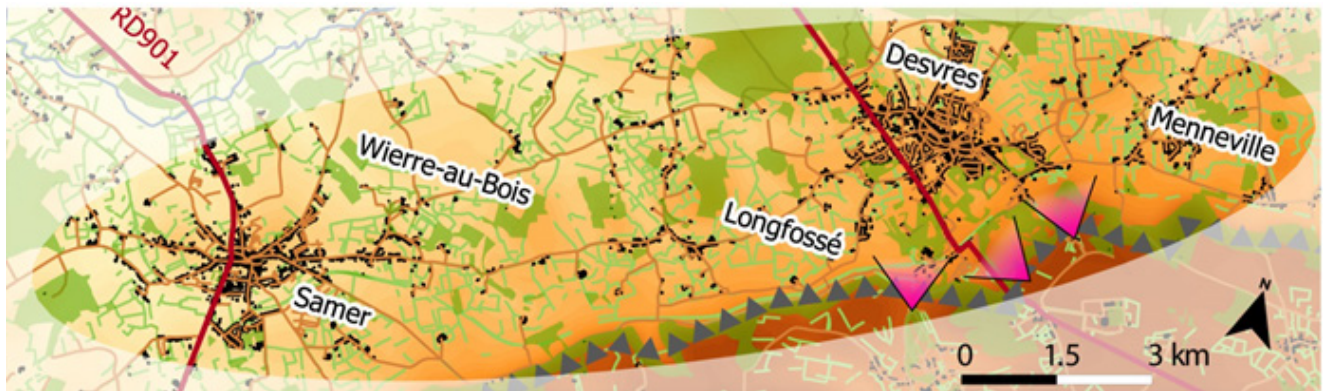 RD901
Desvres
Menneville
Wierre-au-Bois
Longfossé
Samer
N
0 1.5 3 km